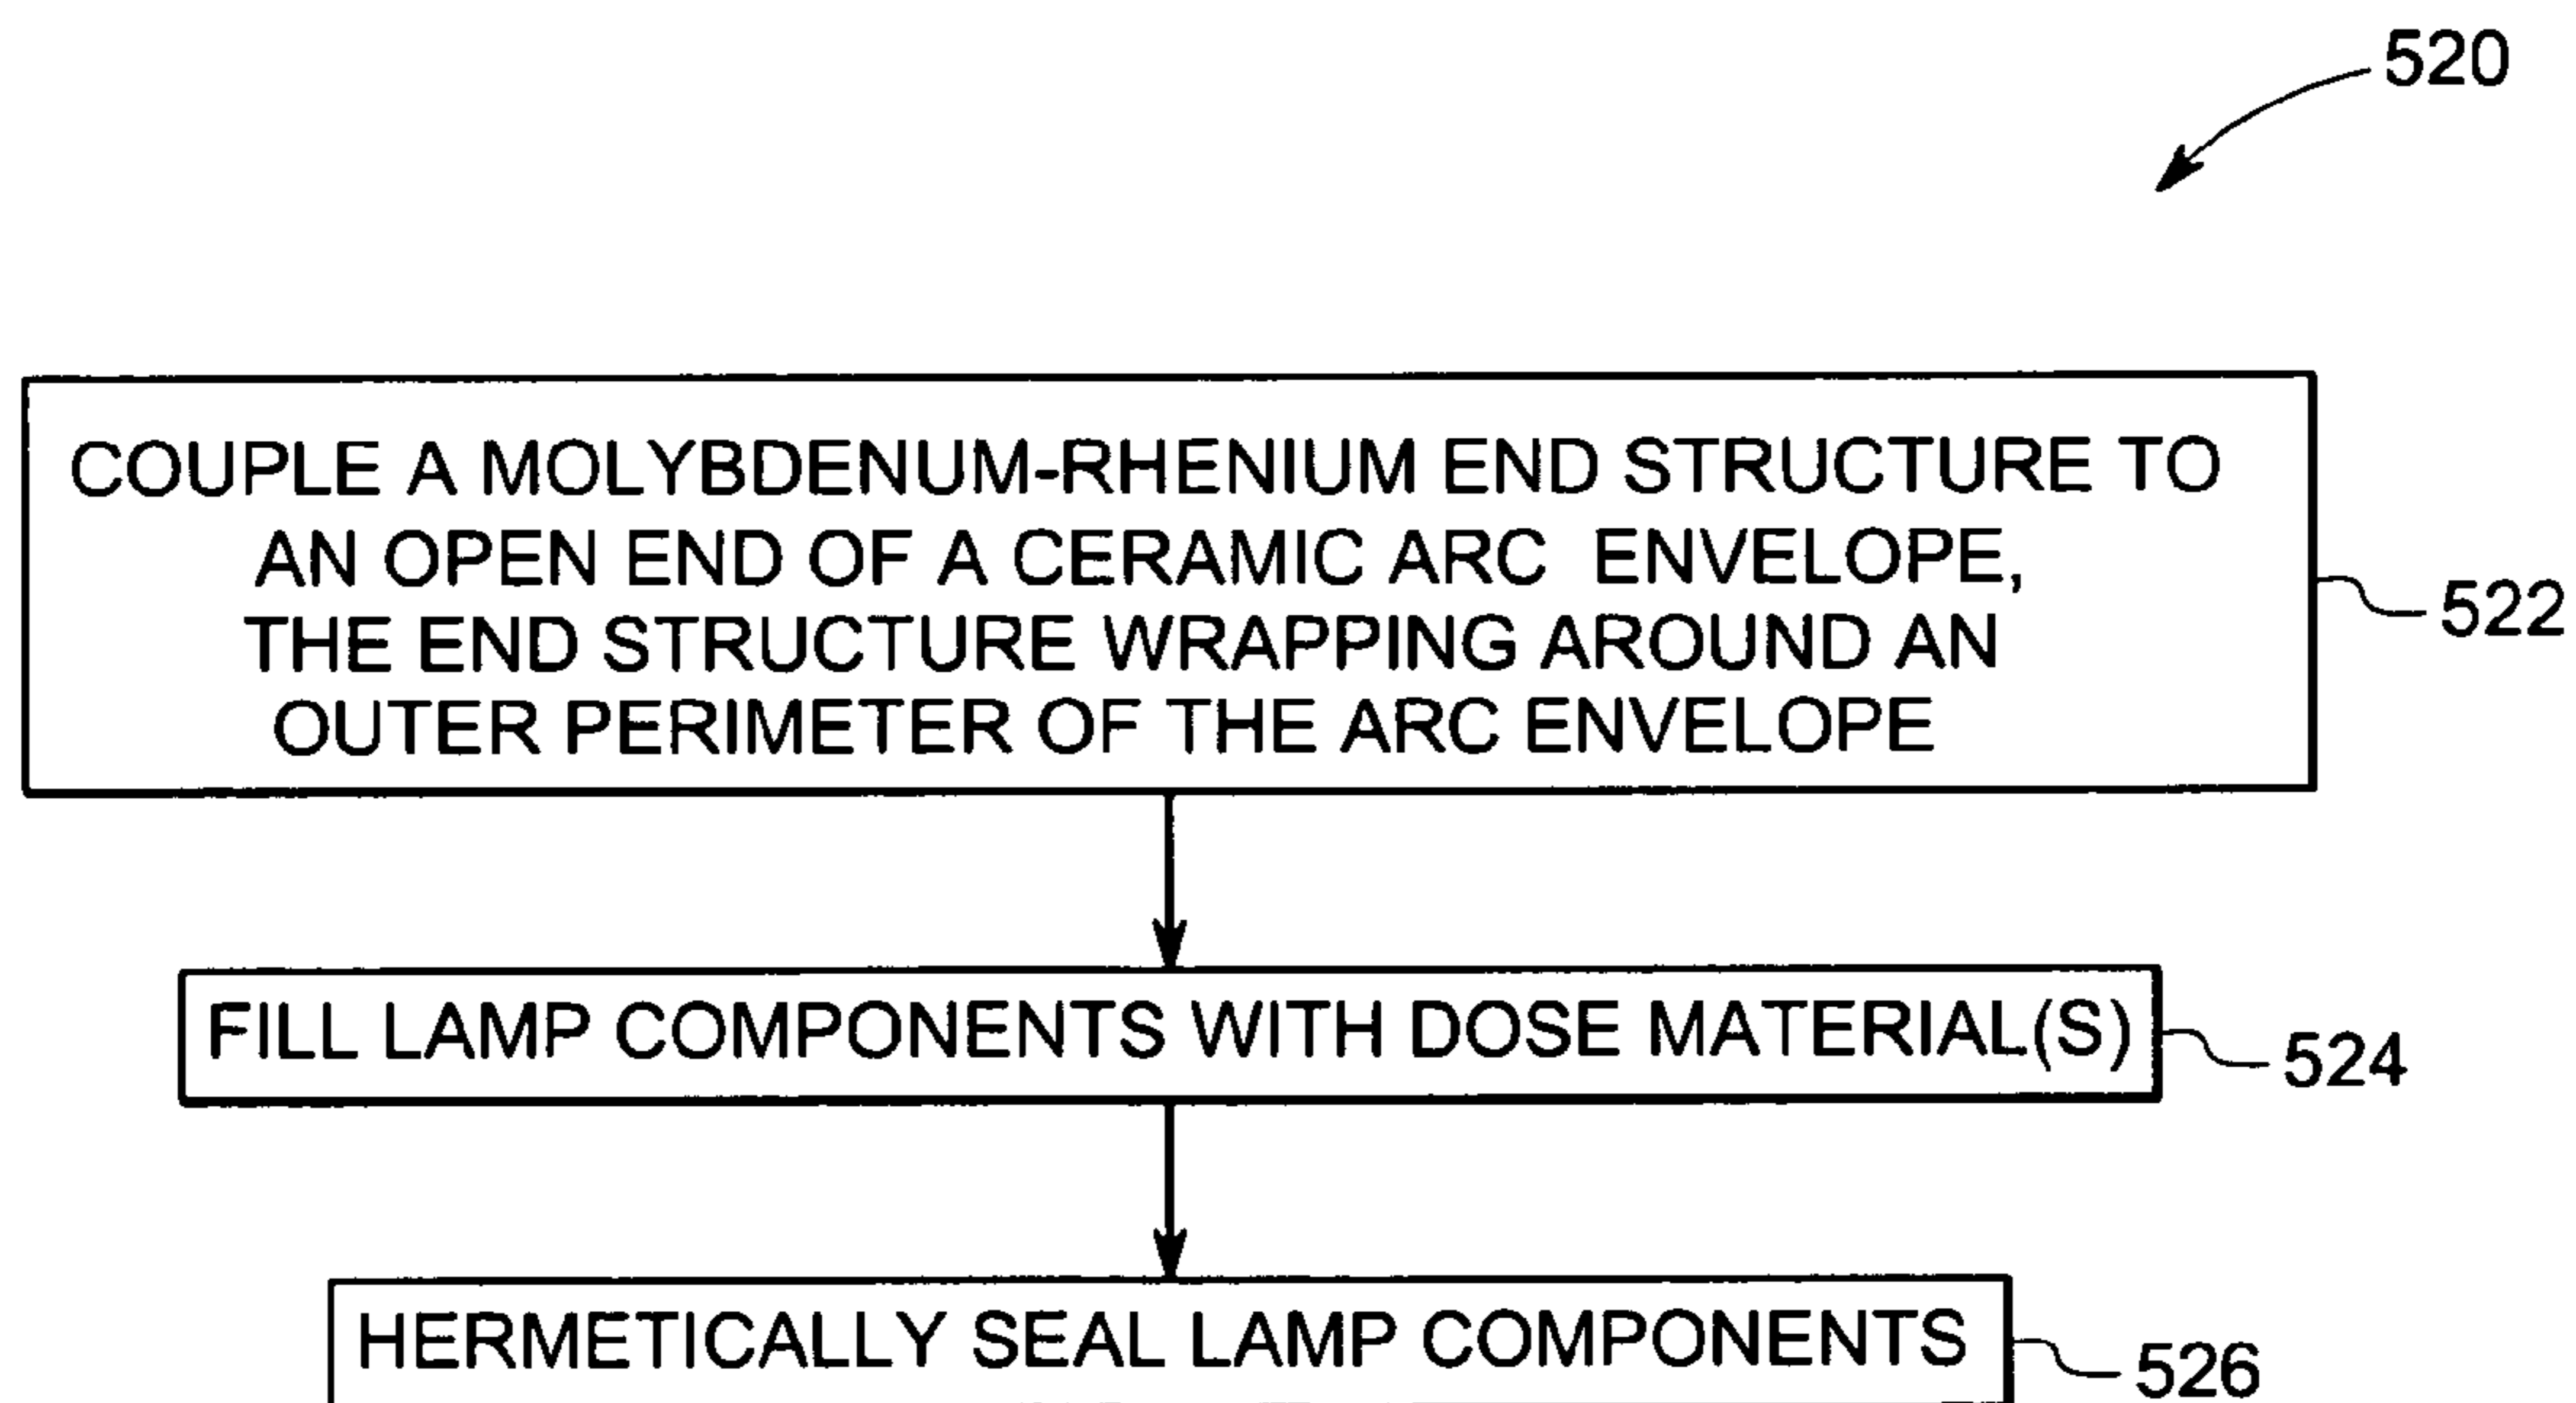 520
COUPLE A MOLYBDENUM-RHENIUM END STRUCTURE TO
AN OPEN END OF A CERAMIC ARC ENVELOPE,
THE END STRUCTURE WRAPPING AROUND AN
OUTER PERIMETER OF THE ARC ENVELOPE
522
FILL LAMP COMPONENTS WITH DOSE MATERIAL(S)
524
HERMETICALLY SEAL LAMP COMPONENTS
526